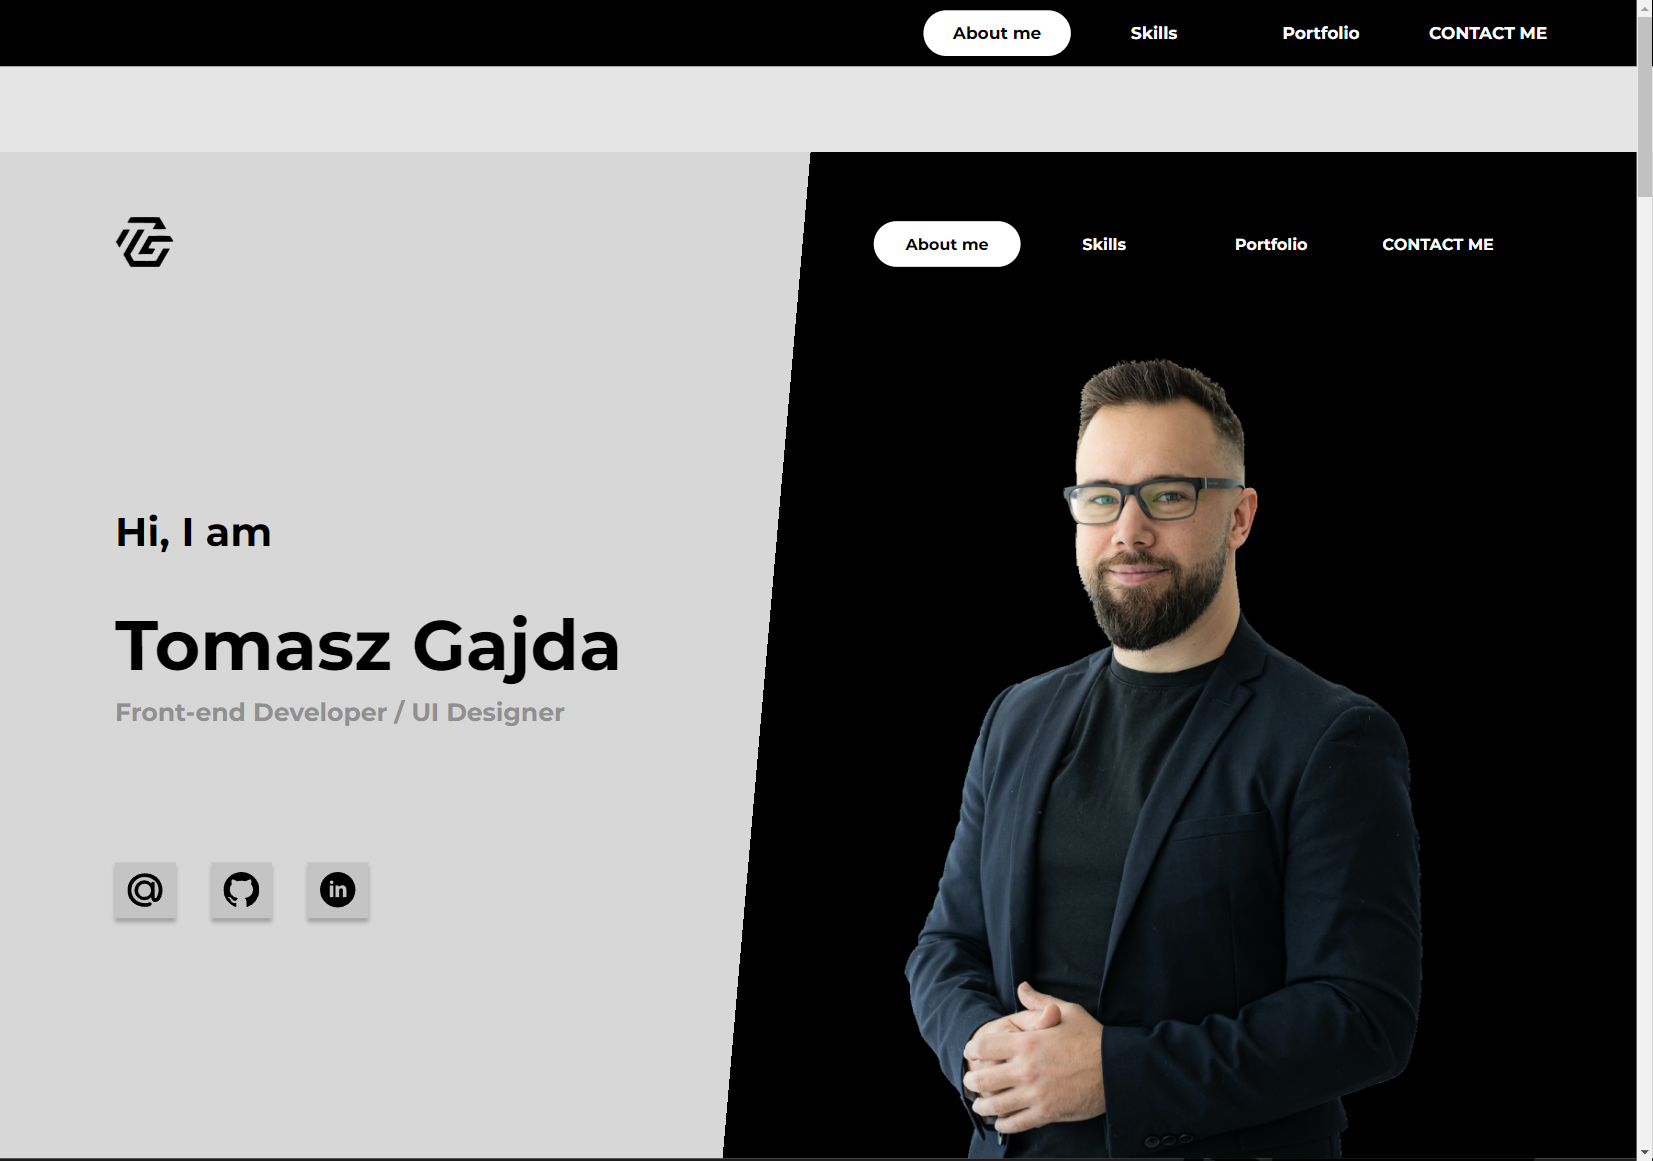 About me Skills Portfolio CONTACT ME
About me Skills Portfolio CONTACT ME
Hi, I am
Tomasz Gajda
Front-end Developer / UI Designer
@
in